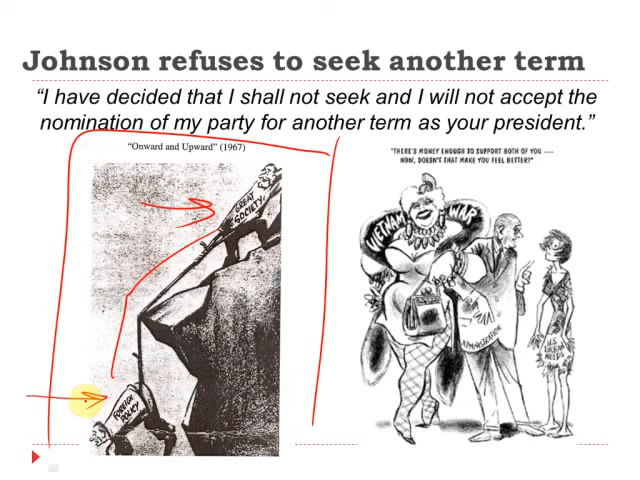 Johnson refuses to seek another term
“I have decided that I shall not seek and I will not accept the
nomination of my party for another term as your president.”
“Onward and Upward” (1967)
GREAT
SOCIETY
FOREIGN
POLICY
"THERE'S MONEY ENOUGH TO SUPPORT BOTH OF YOU ----
NOW, DOESN'T THAT MAKE YOU FEEL BETTER?"
VIETNAM WAR
ADMINISTRATION
U.S.
URBAN
NEEDS